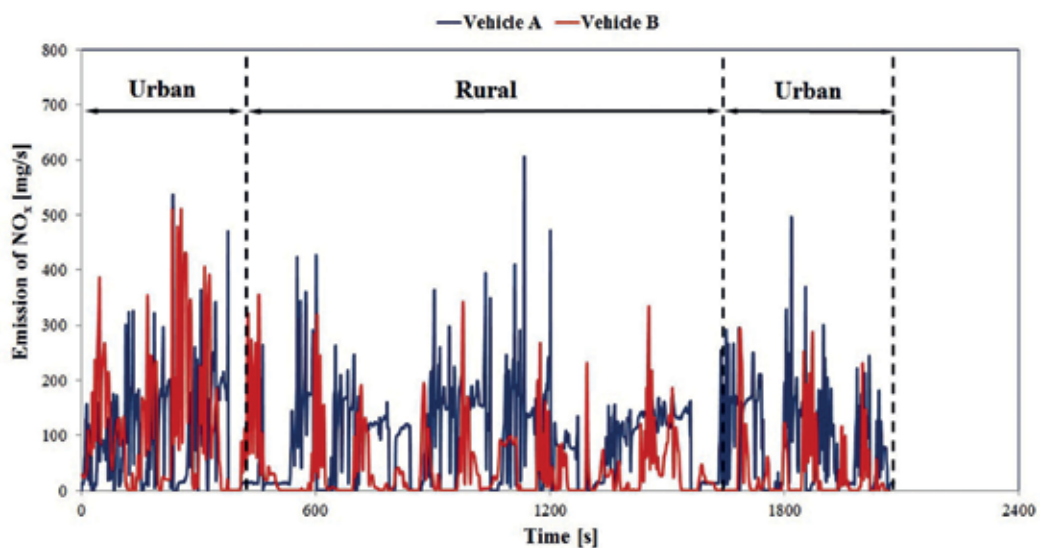 Vehicle A Vehicle B
800
Urban Rural Urban
700
600
500
400
300
200
100
0
Emission of NOx [mg/s]
0 600 1200 1800 2400
Time [s]